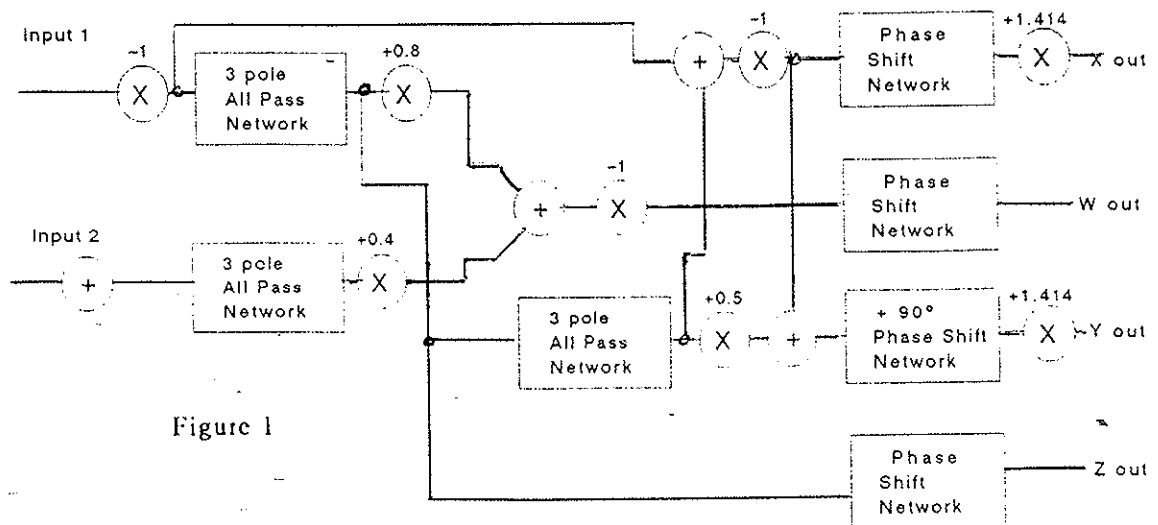 Input 1
-1
X
3 pole
All Pass
Network
+0.8
X
+
-1
X
Phase
Shift
Network
+1.414
X
X out
+
-1
X
Phase
Shift
Network
W out
Input 2
+
3 pole
All Pass
Network
+0.4
X
3 pole
All Pass
Network
+0.5
X
+
+ 90°
Phase Shift
Network
+1.414
X
Y out
Figure 1
Phase
Shift
Network
Z out